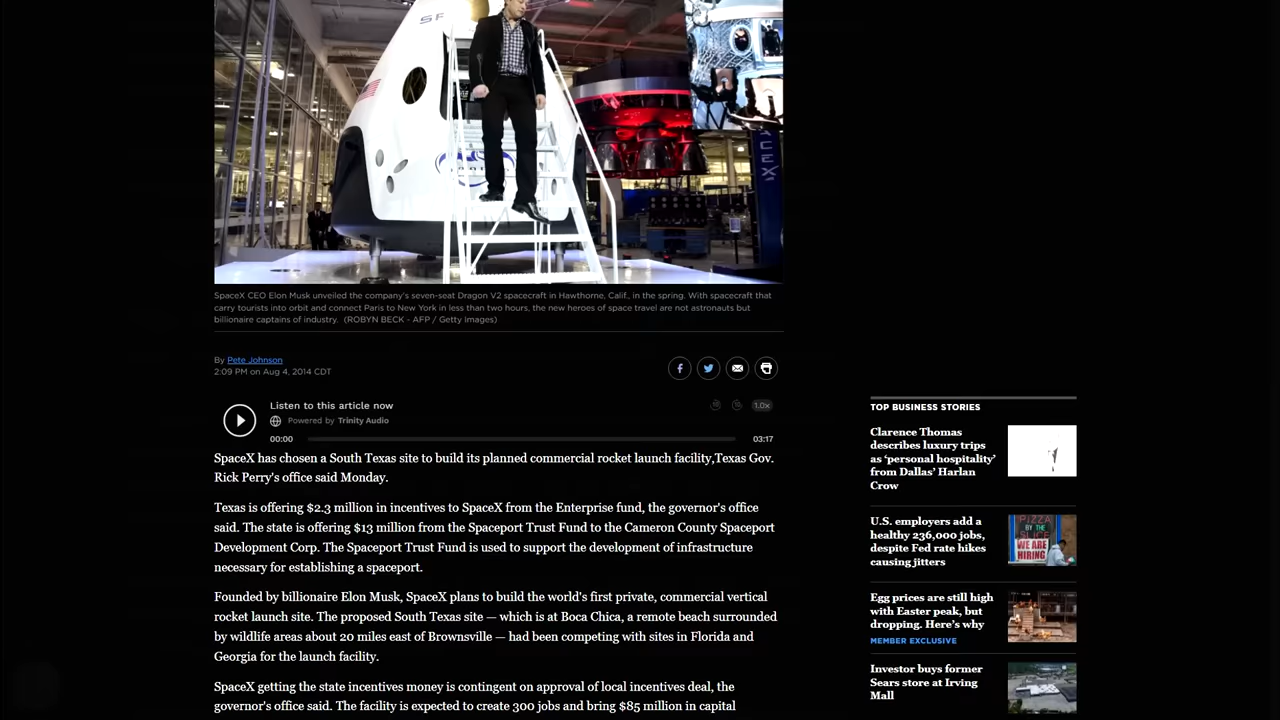 SP
SPACEX
SpaceX CEO Elon Musk unveiled the company's seven-seat Dragon V2 spacecraft in Hawthorne, Calif., in the spring. With spacecraft that
carry tourists into orbit and connect Paris to New York in less than two hours, the new heroes of space travel are not astronauts but
billionaire captains of industry. (ROBYN BECK - AFP / Getty Images)
By Pete Johnson
2:09 PM on Aug 4, 2014 CDT
Listen to this article now
1.0x
Powered by Trinity Audio
00:00
03:17
SpaceX has chosen a South Texas site to build its planned commercial rocket launch facility,Texas Gov.
Rick Perry's office said Monday.
Texas is offering $2.3 million in incentives to SpaceX from the Enterprise fund, the governor's office
said. The state is offering $13 million from the Spaceport Trust Fund to the Cameron County Spaceport
Development Corp. The Spaceport Trust Fund is used to support the development of infrastructure
necessary for establishing a spaceport.
Founded by billionaire Elon Musk, SpaceX plans to build the world's first private, commercial vertical
rocket launch site. The proposed South Texas site — which is at Boca Chica, a remote beach surrounded
by wildlife areas about 20 miles east of Brownsville — had been competing with sites in Florida and
Georgia for the launch facility.
SpaceX getting the state incentives money is contingent on approval of local incentives deal, the
governor's office said. The facility is expected to create 300 jobs and bring $85 million in capital
TOP BUSINESS STORIES
Clarence Thomas
describes luxury trips
as 'personal hospitality'
from Dallas' Harlan
Crow
U.S. employers add a
healthy 236,000 jobs,
despite Fed rate hikes
causing jitters
PIZZA
BY THE
SLICE
WE ARE
HIRING
Egg prices are still high
with Easter peak, but
dropping. Here's why
MEMBER EXCLUSIVE
Investor buys former
Sears store at Irving
Mall